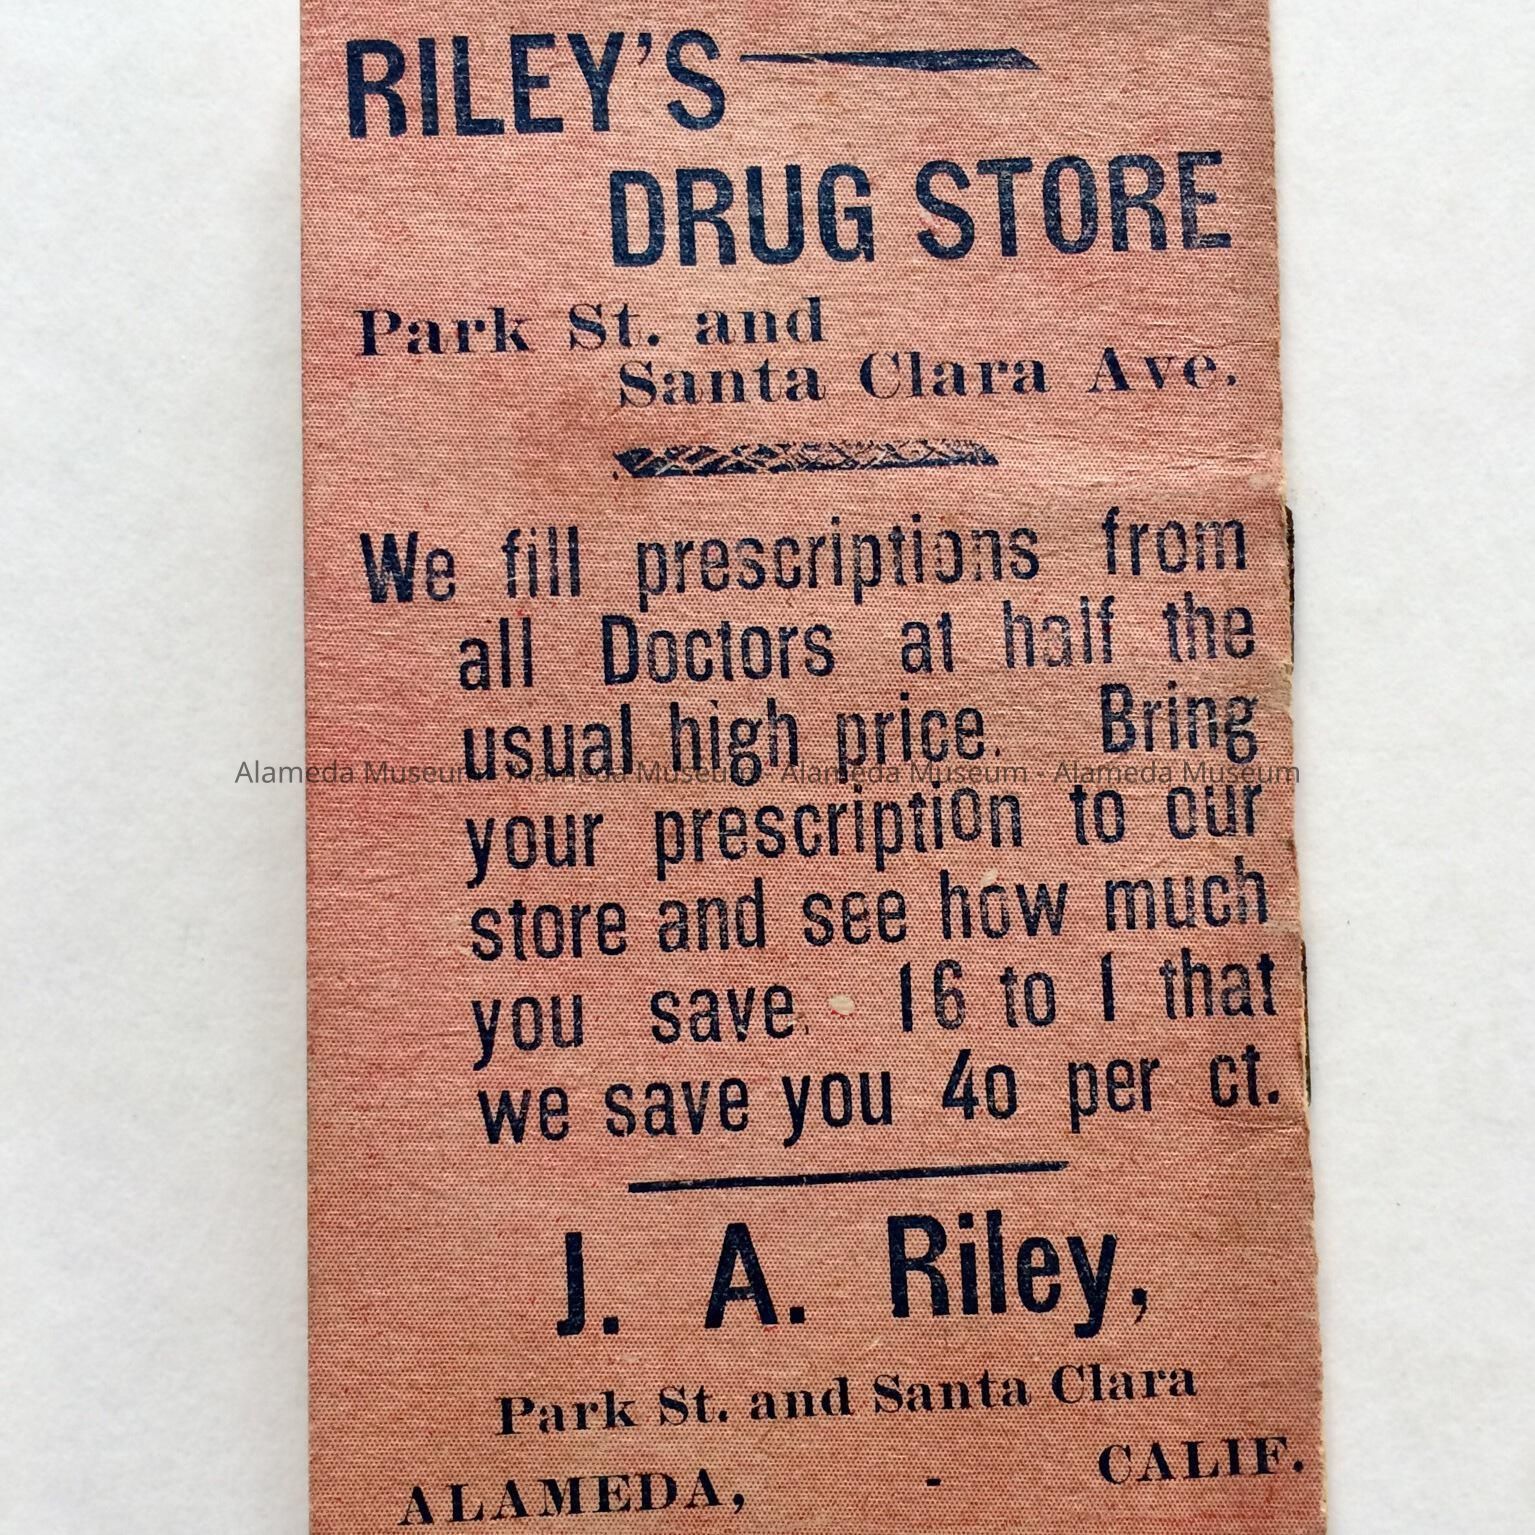 RILEY'S
DRUG STORE
Park St. and
Santa Clara Ave.
We fill prescriptions from
all Doctors at half the
usual high price. Bring
Alameda Museum · Alameda Museum · Alameda Museum · Alameda Museum
your prescription to our
store and see how much
you save. 16 to 1 that
we save you 40 per ct.
J. A. Riley,
Park St. and Santa Clara
ALAMEDA, - CALIF.